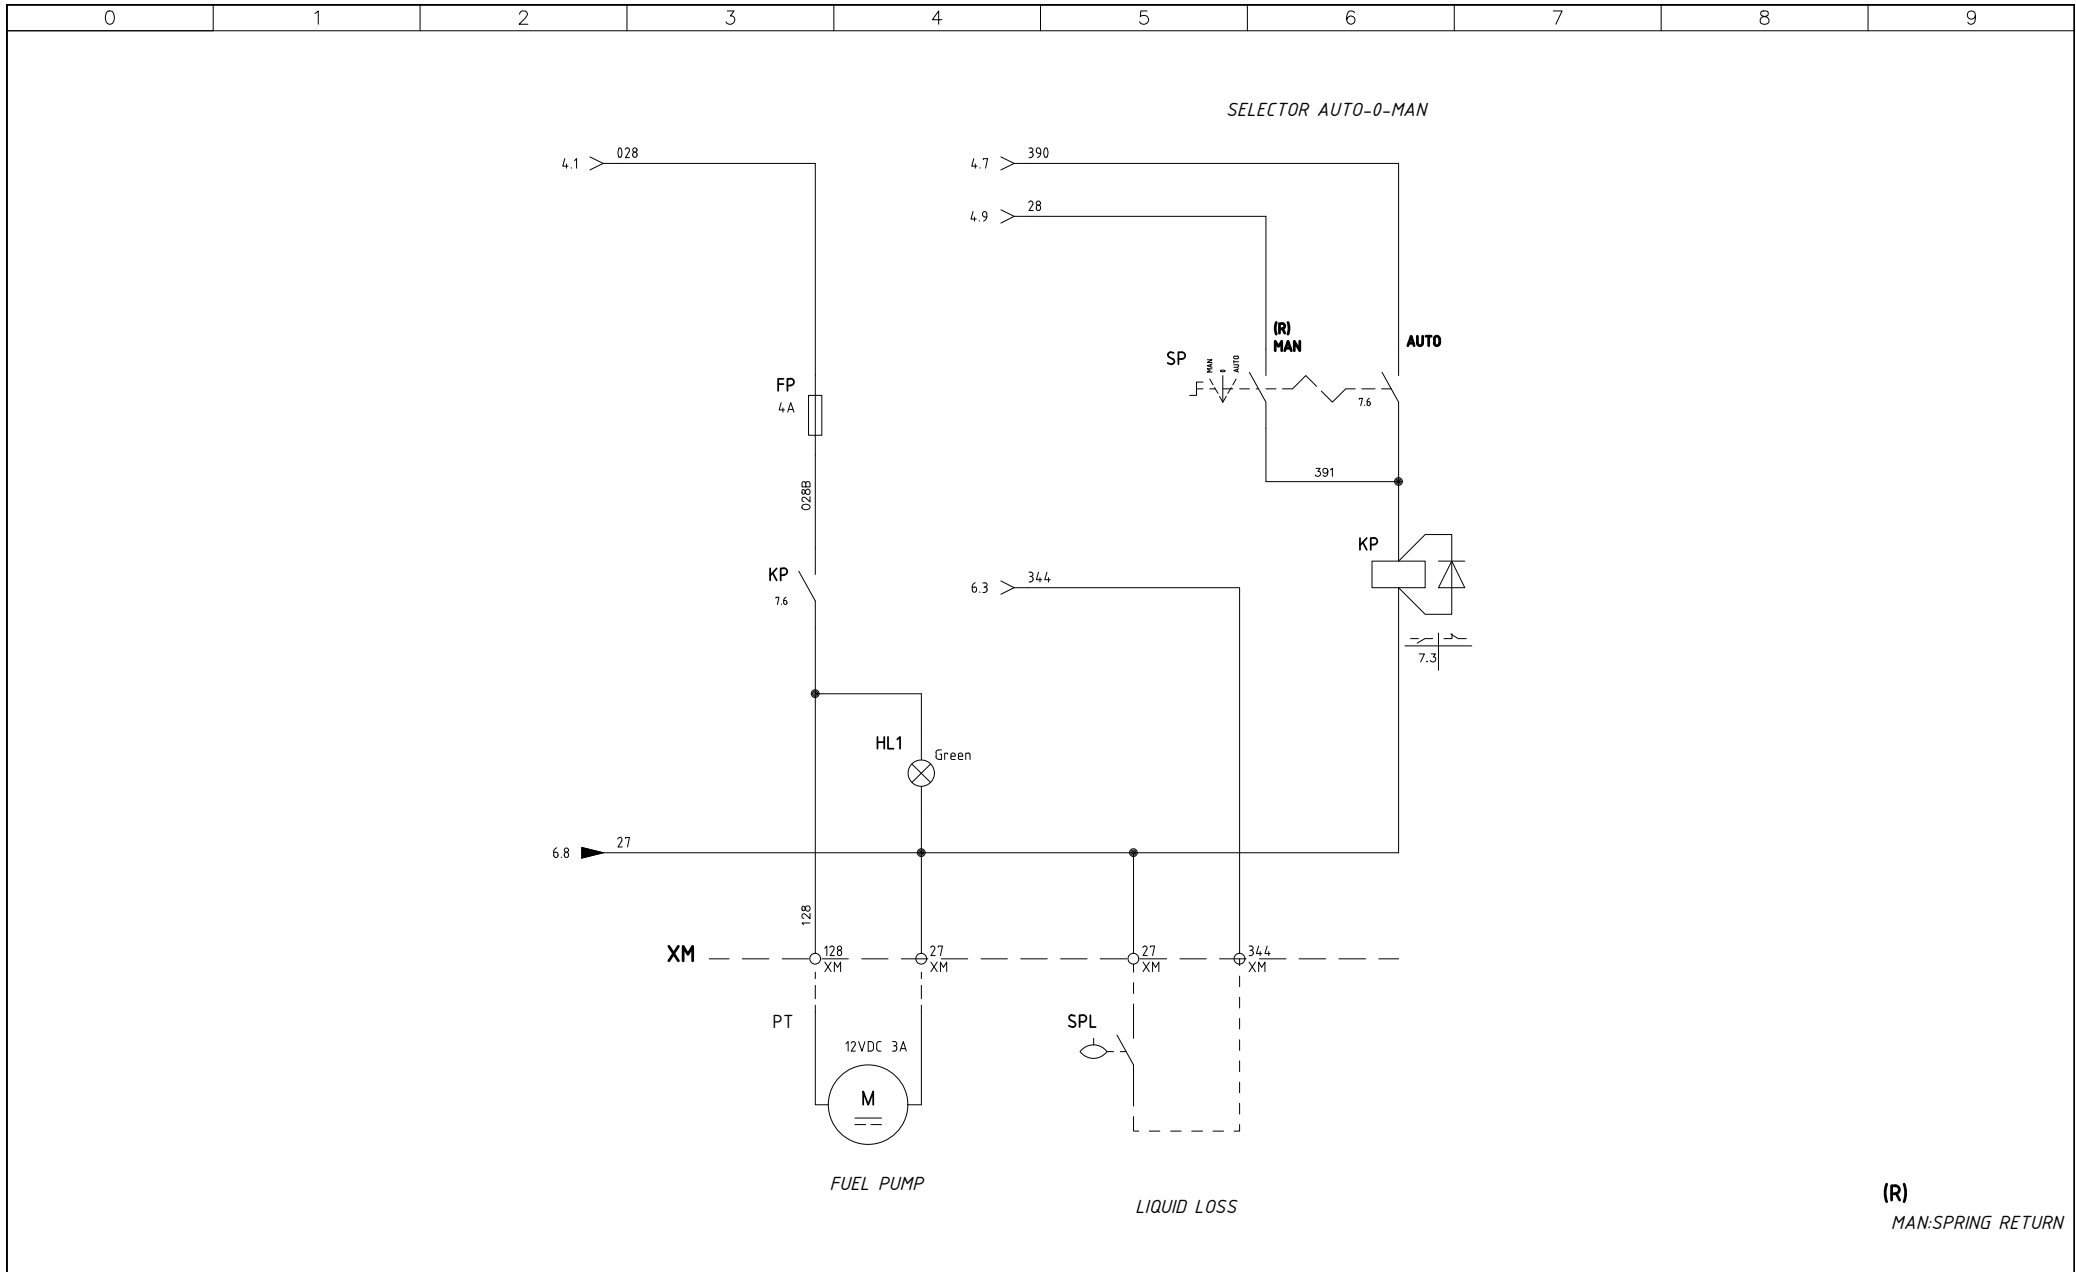 0 1 2 3 4 5 6 7 8 9
SELECTOR AUTO-0-MAN
4.1 028
4.7 390
4.9 28
(R)
MAN
AUTO
SP
MAN
0
AUTO
7.6
FP
4A
391
028B
KP
7.6
6.3 344
KP
7.3
HL1
Green
6.8 27
128
XM
128
XM
27
XM
27
XM
344
XM
PT
12VDC 3A
M
SPL
FUEL PUMP
LIQUID LOSS
(R)
MAN:SPRING RETURN